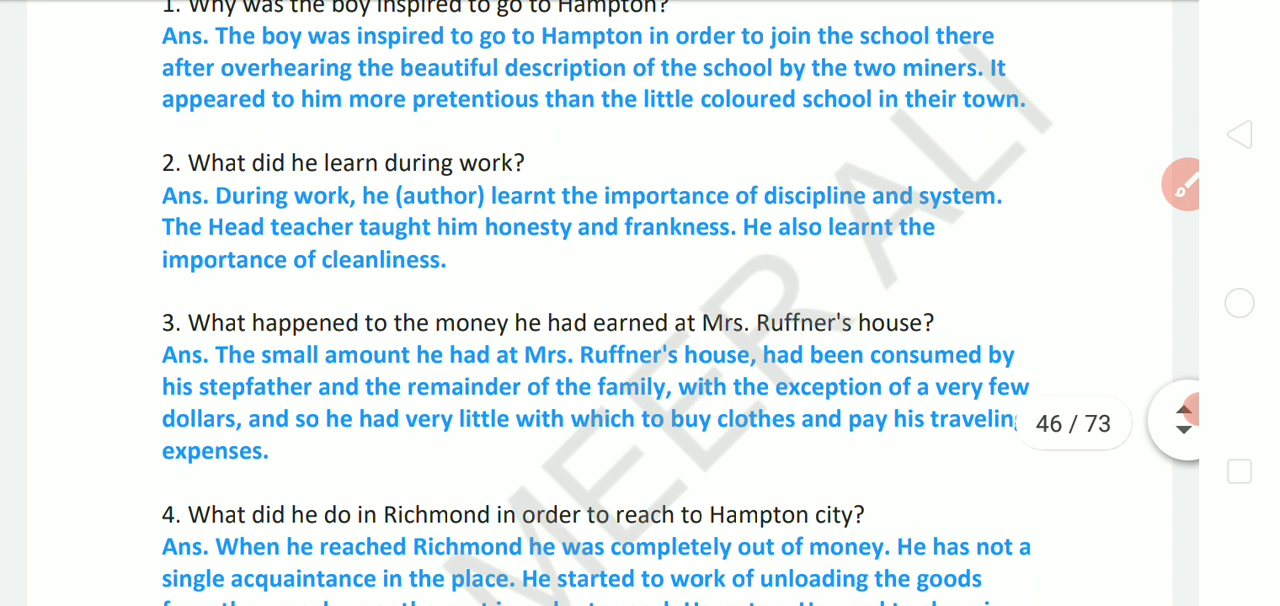 1. Why was the boy inspired to go to Hampton?
Ans. The boy was inspired to go to Hampton in order to join the school there
after overhearing the beautiful description of the school by the two miners. It
appeared to him more pretentious than the little coloured school in their town.
2. What did he learn during work?
Ans. During work, he (author) learnt the importance of discipline and system.
The Head teacher taught him honesty and frankness. He also learnt the
importance of cleanliness.
3. What happened to the money he had earned at Mrs. Ruffner's house?
Ans. The small amount he had at Mrs. Ruffner's house, had been consumed by
his stepfather and the remainder of the family, with the exception of a very few
dollars, and so he had very little with which to buy clothes and pay his traveling
expenses.
46 / 73
4. What did he do in Richmond in order to reach to Hampton city?
Ans. When he reached Richmond he was completely out of money. He has not a
single acquaintance in the place. He started to work of unloading the goods
MEER ALI